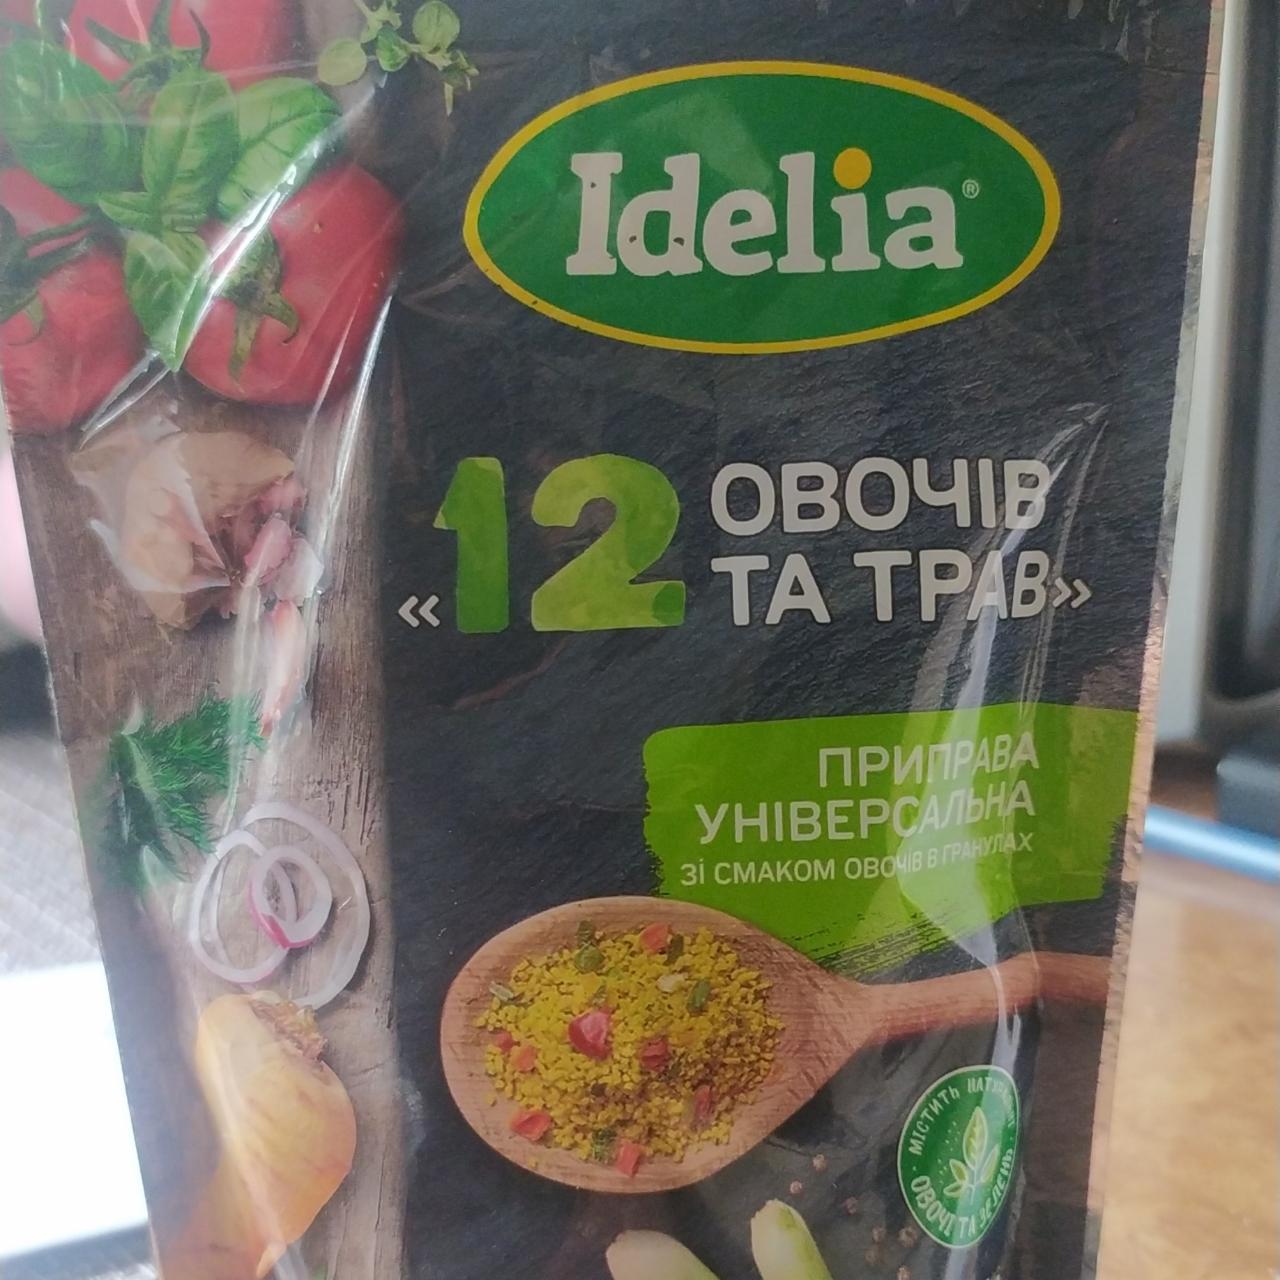 Idelia®
«12 ОВОЧІВ
ТА ТРАВ»
ПРИПРАВА
УНІВЕРСАЛЬНА
ЗІ СМАКОМ ОВОЧІВ В ГРАНУЛАХ
МІСТИТЬ НАТУРАЛЬНІ
ОВОЧІ ТА ЗЕЛЕНЬ